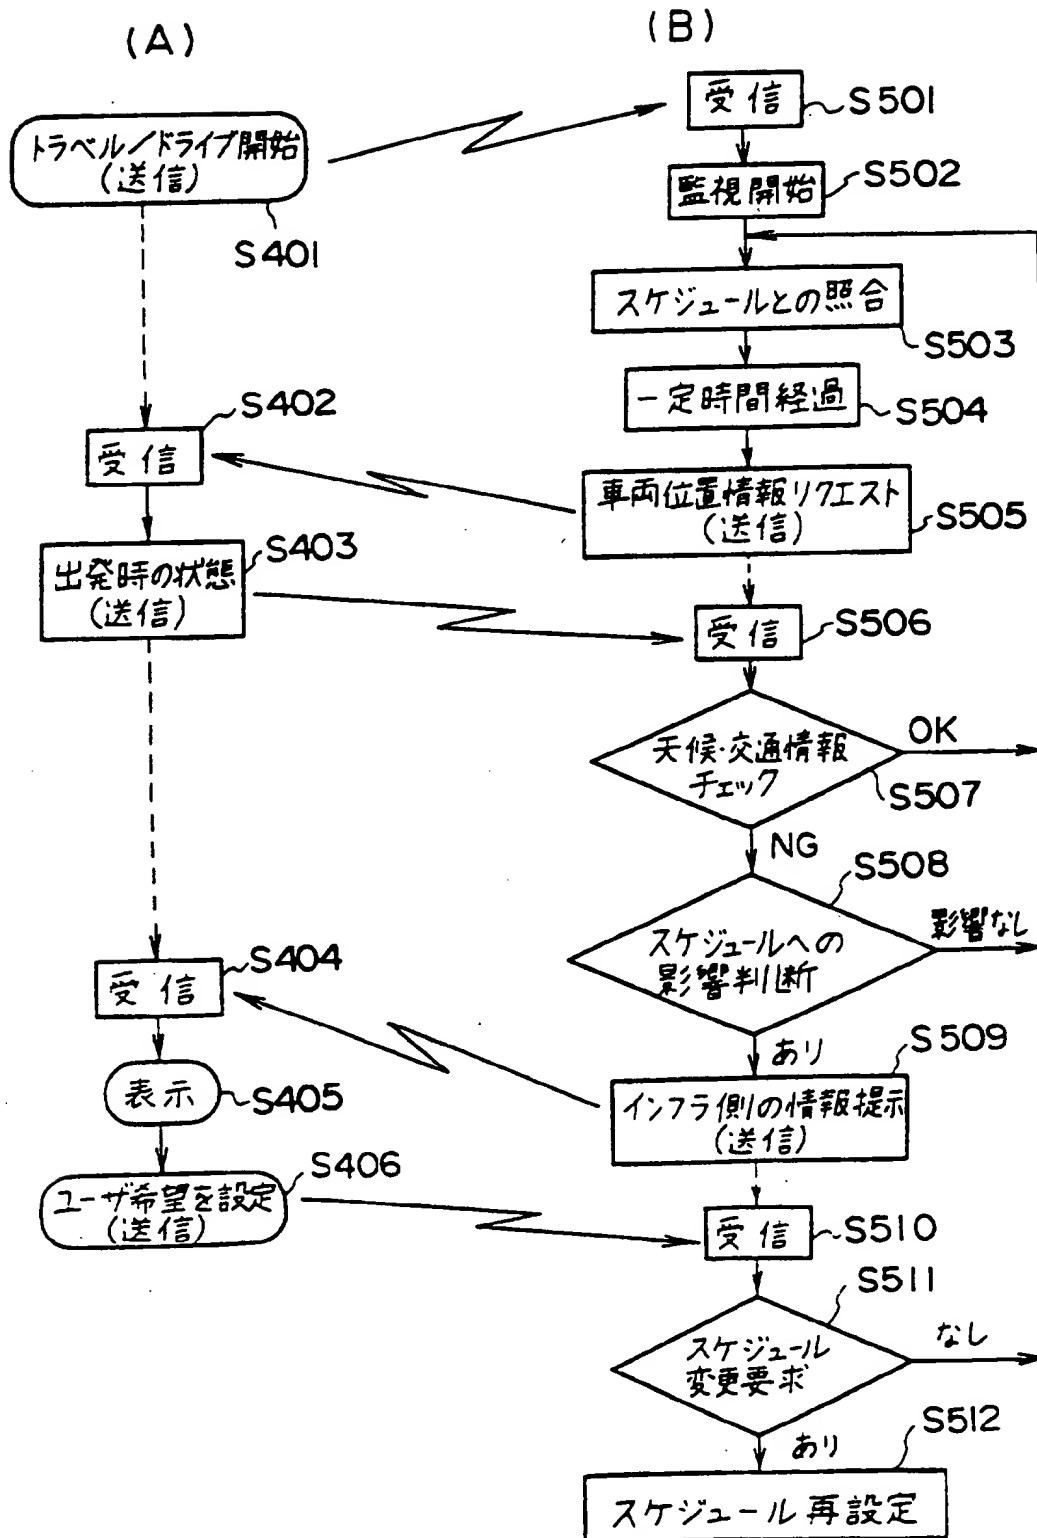 (A)
トラベル/ドライブ開始
(送信)
S401
S402
受信
S403
出発時の状態
(送信)
S404
受信
表示
S405
S406
ユーザ希望を設定
(送信)
(B)
受信
S501
監視開始
S502
スケジュールとの照合
S503
一定時間経過
S504
車両位置情報リクエスト
(送信)
S505
受信
S506
天候・交通情報
チェック
OK
S507
NG
S508
スケジュールへの
影響判断
影響なし
あり
S509
インフラ側の情報提示
(送信)
受信
S510
S511
スケジュール
変更要求
なし
あり
S512
スケジュール再設定